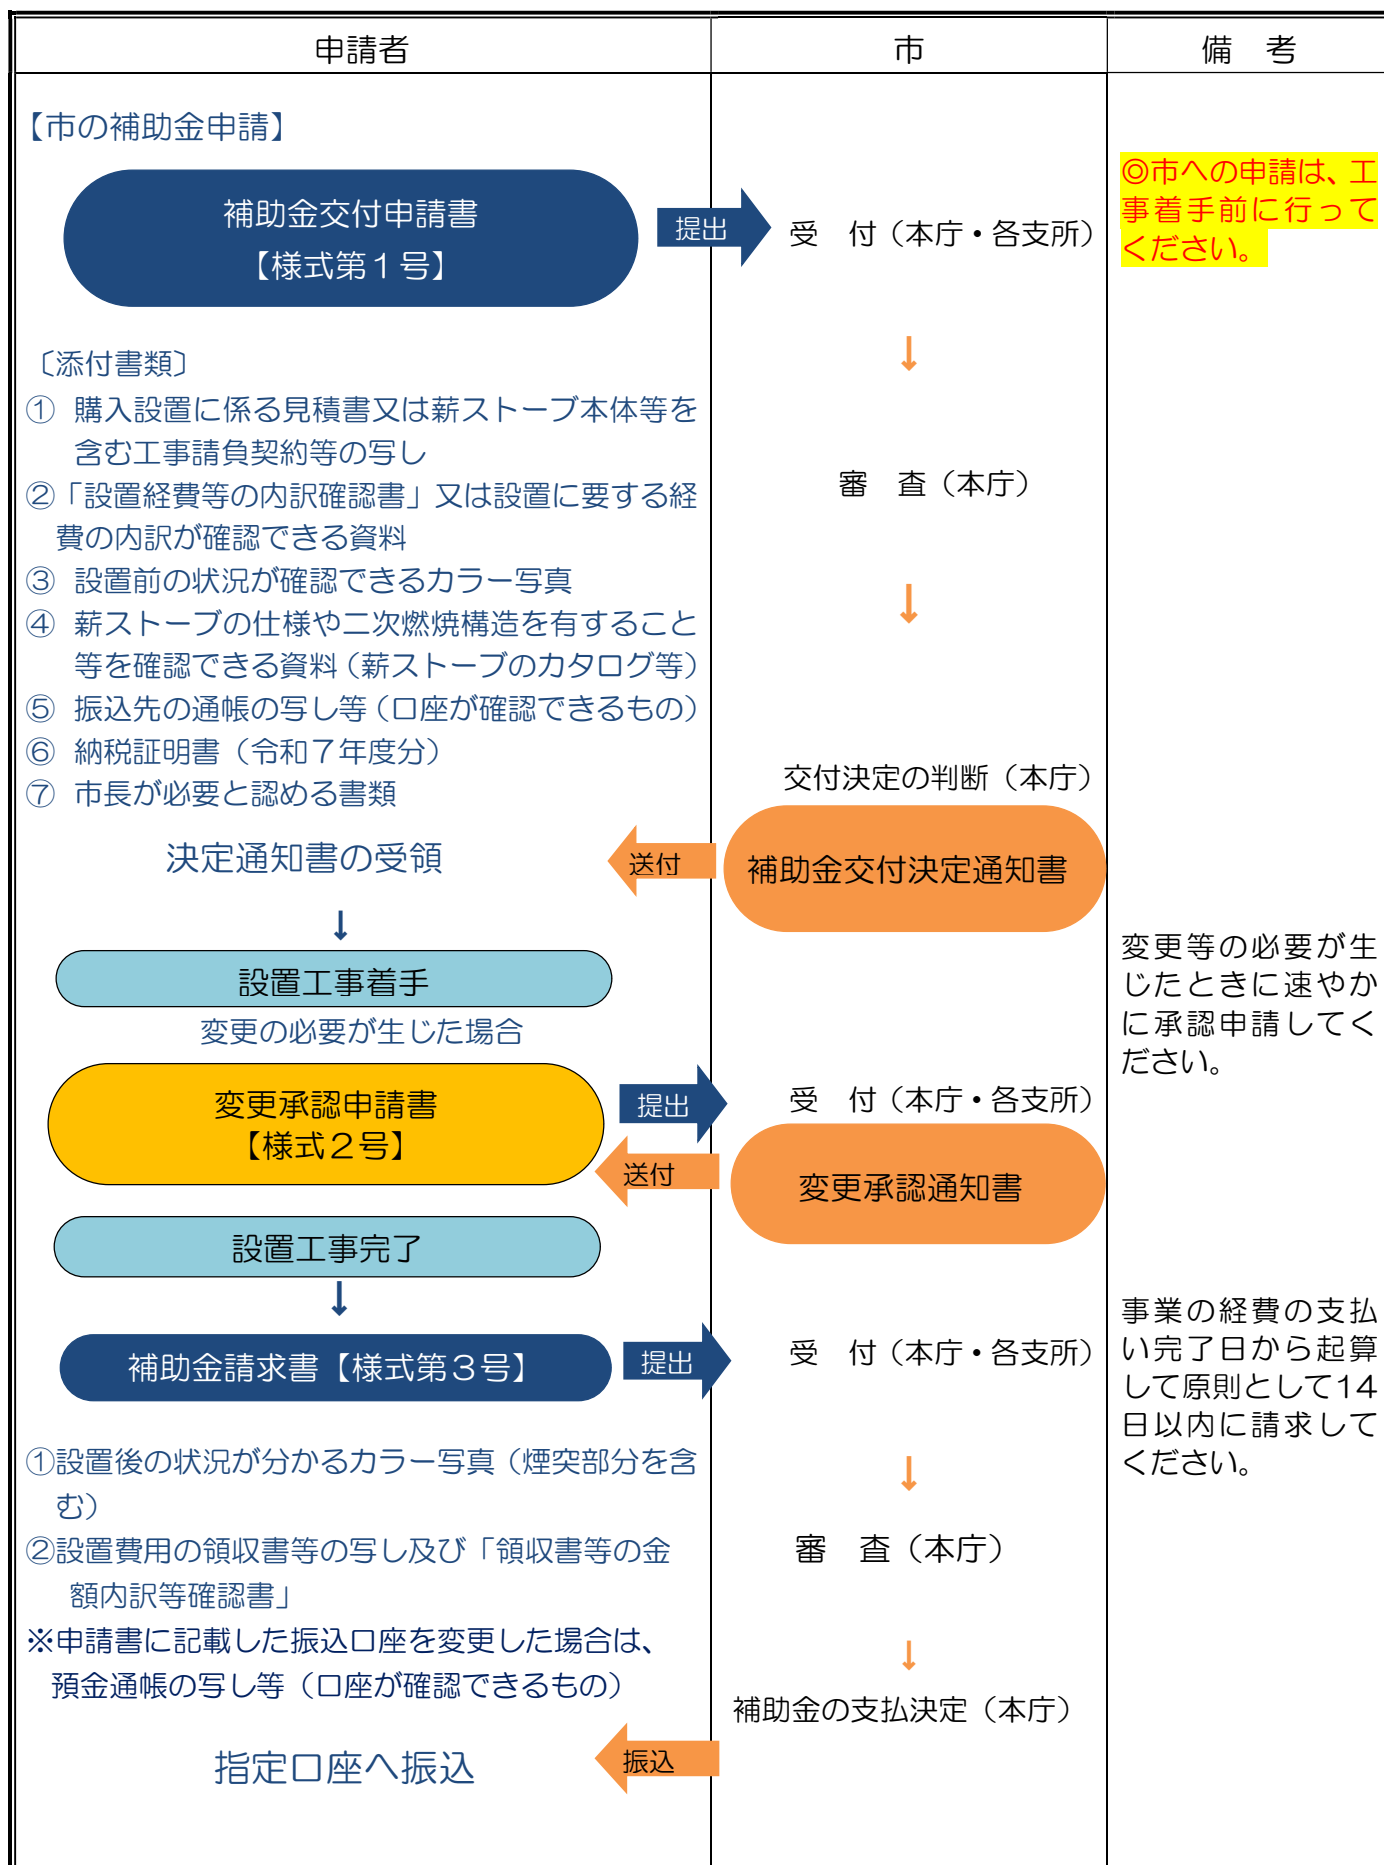 申請者
市
備　考
【市の補助金申請】
補助金交付申請書
【様式第１号】
提出
受　付（本庁・各支所）
◎市への申請は、工
事着手前に行って
ください。
↓
〔添付書類〕
① 購入設置に係る見積書又は薪ストーブ本体等を
含む工事請負契約等の写し
②「設置経費等の内訳確認書」又は設置に要する経
費の内訳が確認できる資料
③ 設置前の状況が確認できるカラー写真
④ 薪ストーブの仕様や二次燃焼構造を有すること
等を確認できる資料（薪ストーブのカタログ等）
⑤ 振込先の通帳の写し等（口座が確認できるもの）
⑥ 納税証明書（令和７年度分）
⑦ 市長が必要と認める書類
審　査（本庁）
↓
交付決定の判断（本庁）
補助金交付決定通知書
送付
決定通知書の受領
↓
設置工事着手
変更の必要が生じた場合
変更等の必要が生
じたときに速やか
に承認申請してく
ださい。
変更承認申請書
【様式２号】
提出
受　付（本庁・各支所）
送付
変更承認通知書
設置工事完了
↓
補助金請求書【様式第３号】
提出
受　付（本庁・各支所）
事業の経費の支払
い完了日から起算
して原則として14
日以内に請求して
ください。
①設置後の状況が分かるカラー写真（煙突部分を含
む）
②設置費用の領収書等の写し及び「領収書等の金
額内訳等確認書」
※申請書に記載した振込口座を変更した場合は、
預金通帳の写し等（口座が確認できるもの）
↓
審　査（本庁）
↓
補助金の支払決定（本庁）
振込
指定口座へ振込